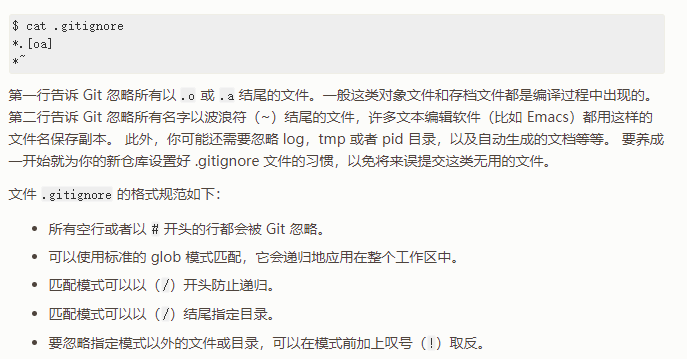 $ cat .gitignore
*.[oa]
*~
第一行告诉 Git 忽略所有以 .o 或 .a 结尾的文件。一般这类对象文件和存档文件都是编译过程中出现的。
第二行告诉 Git 忽略所有名字以波浪符（~）结尾的文件，许多文本编辑软件（比如 Emacs）都用这样的
文件名保存副本。 此外，你可能还需要忽略 log，tmp 或者 pid 目录，以及自动生成的文档等等。 要养成
一开始就为你的新仓库设置好 .gitignore 文件的习惯，以免将来误提交这类无用的文件。
文件 .gitignore 的格式规范如下：
• 所有空行或者以 # 开头的行都会被 Git 忽略。
• 可以使用标准的 glob 模式匹配，它会递归地应用在整个工作区中。
• 匹配模式可以以（/）开头防止递归。
• 匹配模式可以以（/）结尾指定目录。
• 要忽略指定模式以外的文件或目录，可以在模式前加上叹号（!）取反。